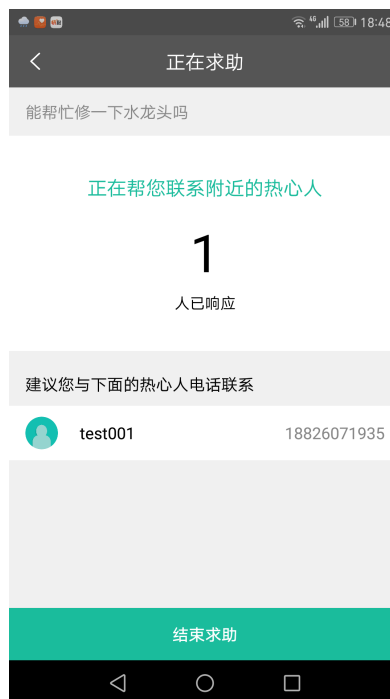 4G 58 18:48
正在求助
能帮忙修一下水龙头吗
正在帮您联系附近的热心人
1
人已响应
建议您与下面的热心人电话联系
test001 18826071935
结束求助